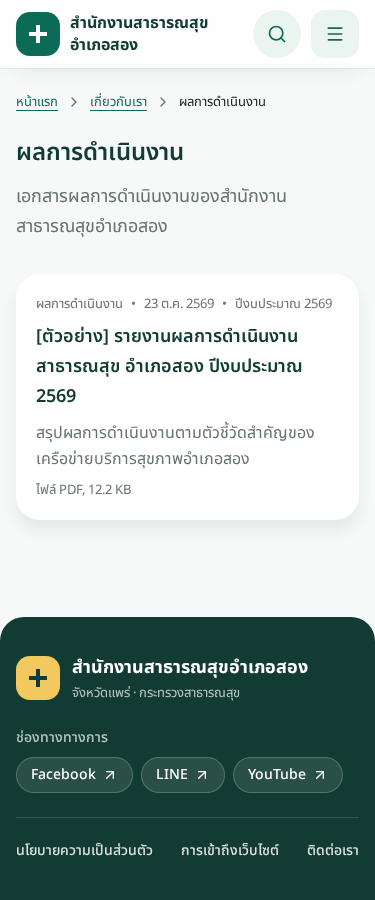 สำนักงานสาธารณสุข
อำเภอสอง
หน้าแรก > เกี่ยวกับเรา > ผลการดำเนินงาน
ผลการดำเนินงาน
เอกสารผลการดำเนินงานของสำนักงาน
สาธารณสุขอำเภอสอง
ผลการดำเนินงาน • 23 ต.ค. 2569 • ปีงบประมาณ 2569
[ตัวอย่าง] รายงานผลการดำเนินงาน
สาธารณสุข อำเภอสอง ปีงบประมาณ
2569
สรุปผลการดำเนินงานตามตัวชี้วัดสำคัญของ
เครือข่ายบริการสุขภาพอำเภอสอง
ไฟล์ PDF, 12.2 KB
สำนักงานสาธารณสุขอำเภอสอง
จังหวัดแพร่ · กระทรวงสาธารณสุข
ช่องทางทางการ
Facebook LINE YouTube
นโยบายความเป็นส่วนตัว การเข้าถึงเว็บไซต์ ติดต่อเรา